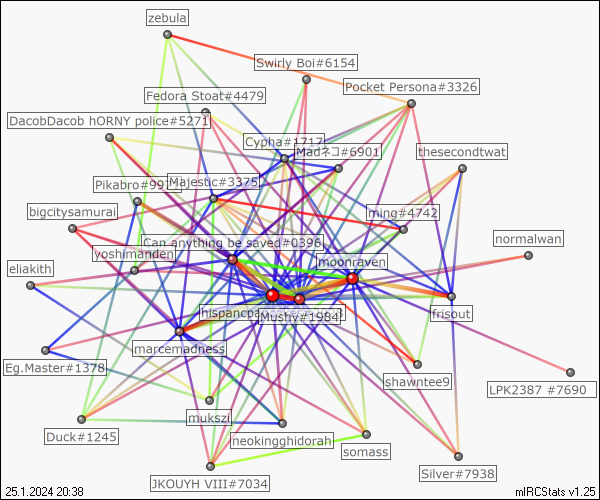 zebula
Swirly Boi#6154
Pocket Persona#3326
Fedora Stoat#4479
DacobDacob hORNY police#5271
Cypha#1717
Madネコ#6901
thesecondtwat
Majestic#3375
bigcitysamurai
ming#4742
normalwan
Can anything be saved#0396
yoshimanden
moonraven
eliakith
Mushy#1984
frisout
marcemadness
Eg.Master#1378
shawntee9
LPK2387 #7690
mukszi
Duck#1245
neokingghidorah
somass
JKOUYH VIII#7034
Silver#7938
25.1.2024 20:38
mIRCStats v1.25